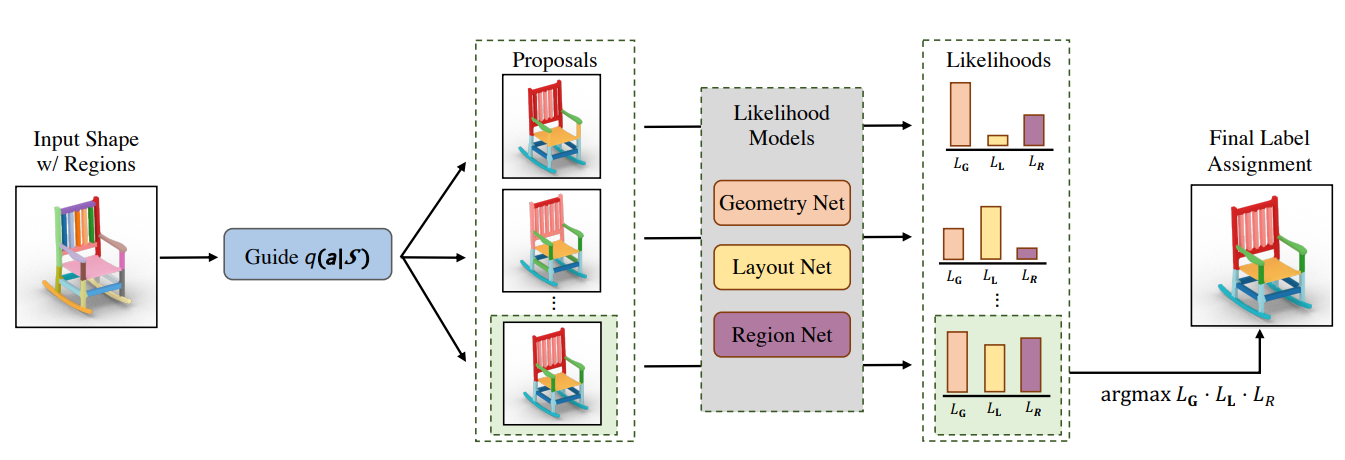 Input Shape
w/ Regions
Guide q(a|S)
Proposals
⋮
Likelihood
Models
Geometry Net
Layout Net
Region Net
Likelihoods
L_G L_L L_R
L_G L_L L_R
⋮
L_G L_L L_R
argmax L_G · L_L · L_R
Final Label
Assignment